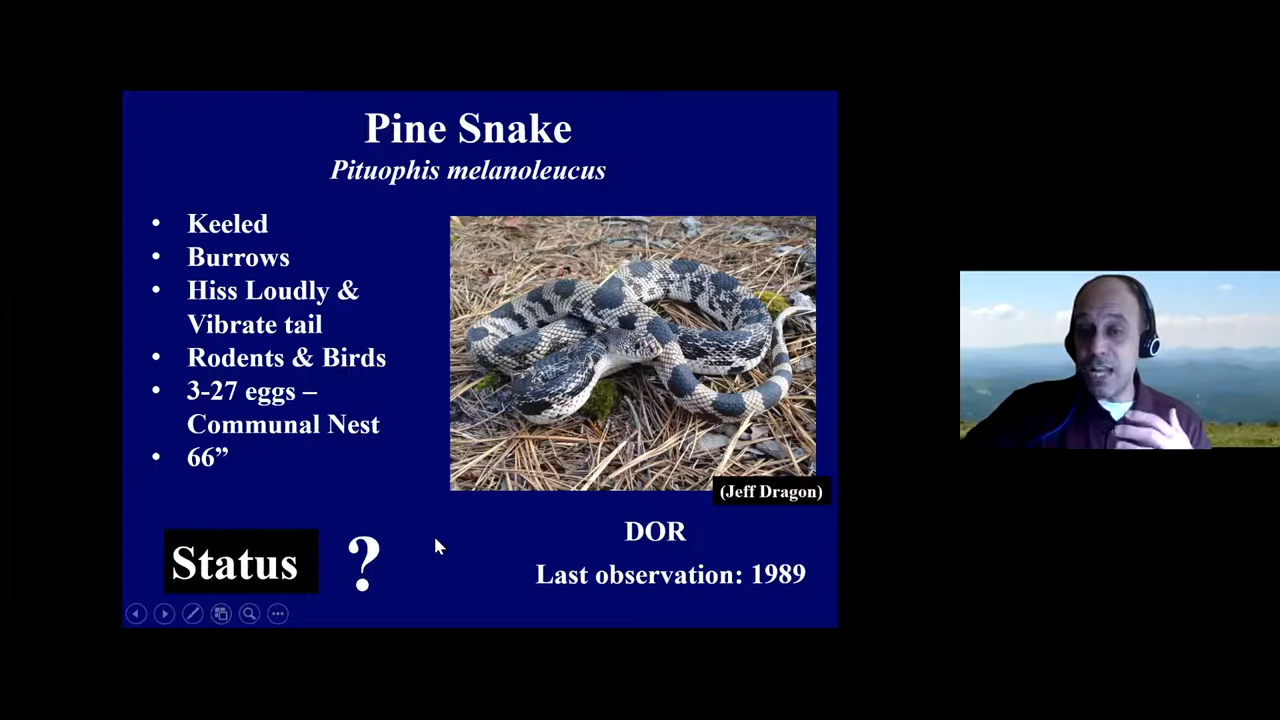 Pine Snake
Pituophis melanoleucus
• Keeled
• Burrows
• Hiss Loudly &
Vibrate tail
• Rodents & Birds
• 3-27 eggs –
Communal Nest
• 66”
(Jeff Dragon)
DOR
Status ?
Last observation: 1989